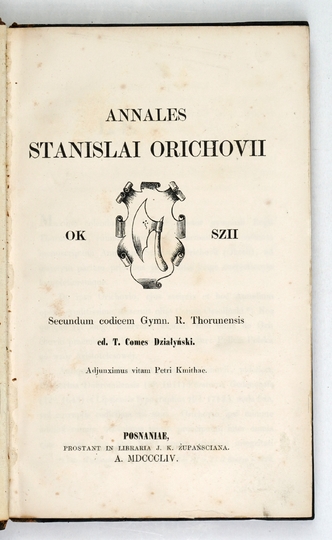 ANNALES
STANISLAI ORICHOVII
OK SZII
Secundum codicem Gymn. R. Thorunensis
ed. T. Comes Działyński.
Adjunximus vitam Petri Kmithae.
POSNANIAE,
PROSTANT IN LIBRARIA J. K. ŻUPAŃSCIANA.
A. MDCCCLIV.